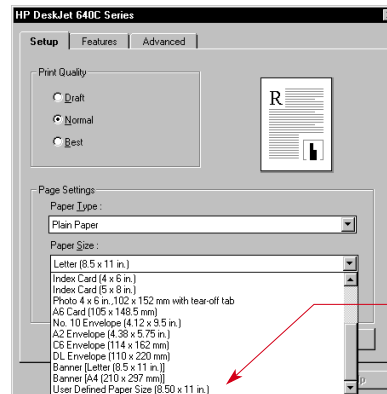 HP DeskJet 640C Series
Setup
Features
Advanced
Print Quality
Draft
Normal
Best
R
Page Settings
Paper Type :
Plain Paper
Paper Size :
Letter (8.5 x 11 in.)
Index Card (4 x 6 in.)
Index Card (5 x 8 in.)
Photo 4 x 6 in.,102 x 152 mm with tear-off tab
A6 Card (105 x 148.5 mm)
No. 10 Envelope (4.12 x 9.5 in.)
A2 Envelope (4.38 x 5.75 in.)
C6 Envelope (114 x 162 mm)
DL Envelope (110 x 220 mm)
Banner [Letter (8.5 x 11 in.)]
Banner [A4 (210 x 297 mm)]
User Defined Paper Size (8.50 x 11 in.)
p